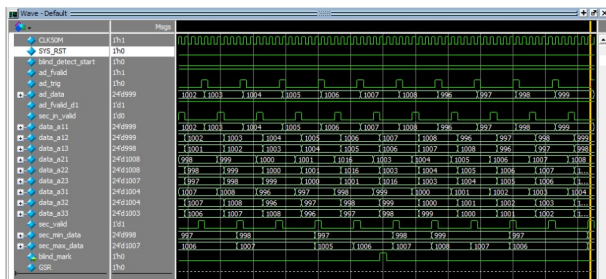 Wave - Default
Msgs
CLK50M 1'h1
SYS_RST 1'h0
blind_detect_start 1'h0
ad_fvalid 1'h1
ad_trig 1'h0
ad_data 24'd999 1002 1003 1004 1005 1006 1007 1008 996 997 998 999
ad_fvalid_d1 1'd1
sec_in_valid 1'd0
data_a11 24'd999 1002 1003 1004 1005 1006 1007 1008 996 997 998 999
data_a12 24'd999 1002 1003 1004 1005 1006 1007 1008 996 997 998 999
data_a13 24'd998 1001 1002 1003 1004 1005 1006 1007 1008 996 997 998
data_a21 24'd1008 998 999 1000 1001 1016 1003 1004 1005 1006 1007 1008
data_a22 24'd1008 998 999 1000 1001 1016 1003 1004 1005 1006 1007 1...
data_a23 24'd1007 997 998 999 1000 1001 1016 1003 1004 1005 1006 1...
data_a31 24'd1004 1007 1008 996 997 998 999 1000 1001 1002 1003 1004
data_a32 24'd1004 1007 1008 996 997 998 999 1000 1001 1002 1003 1...
data_a33 24'd1003 1006 1007 1008 996 997 998 999 1000 1001 1002 1...
sec_valid 1'd1
sec_min_data 24'd998 997 998 997 998 999 997
sec_max_data 24'd1007 1006 1007 1005 1006 1007 1008 1007 1006
blind_mark 1'h0
GSR 1'h0